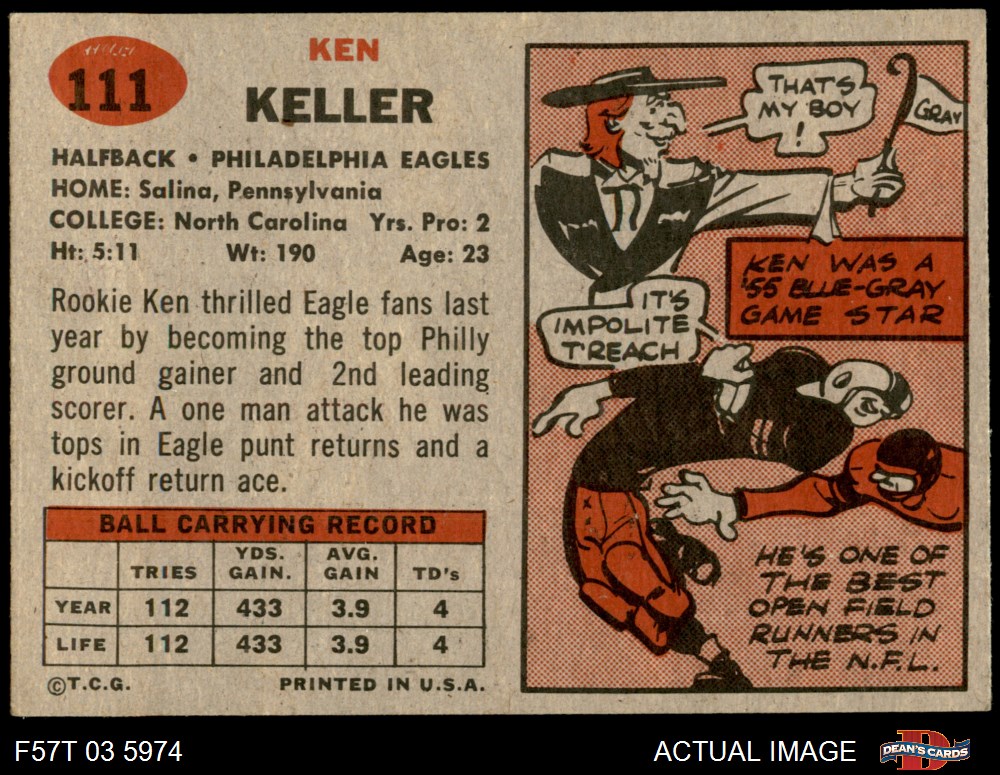 111
KEN
KELLER
HALFBACK • PHILADELPHIA EAGLES
HOME: Salina, Pennsylvania
COLLEGE: North Carolina Yrs. Pro: 2
Ht: 5:11 Wt: 190 Age: 23
Rookie Ken thrilled Eagle fans last
year by becoming the top Philly
ground gainer and 2nd leading
scorer. A one man attack he was
tops in Eagle punt returns and a
kickoff return ace.
BALL CARRYING RECORD
TRIES YDS. GAIN. AVG. GAIN TD's
YEAR 112 433 3.9 4
LIFE 112 433 3.9 4
©T.C.G. PRINTED IN U.S.A.
THAT'S
MY BOY
!
GRAY
KEN WAS A
'55 BLUE-GRAY
GAME STAR
IT'S
IMPOLITE
T'REACH
HE'S ONE OF
THE BEST
OPEN FIELD
RUNNERS IN
THE N.F.L.
F57T 03 5974
ACTUAL IMAGE
DEAN'S CARDS